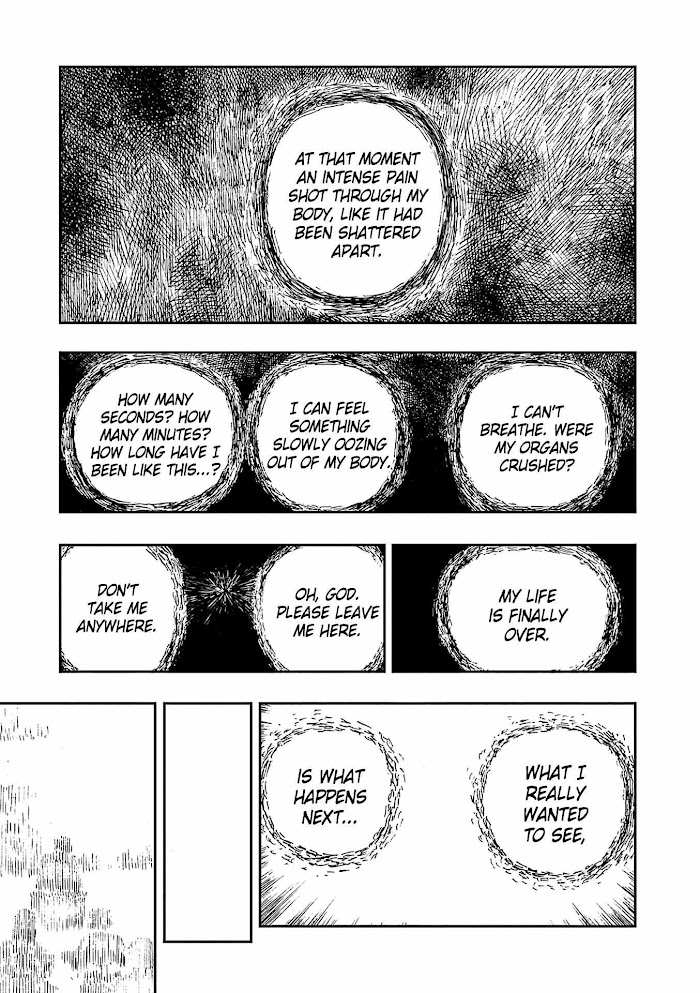 AT THAT MOMENT
AN INTENSE PAIN
SHOT THROUGH MY
BODY, LIKE IT HAD
BEEN SHATTERED
APART.
I CAN'T
BREATHE. WERE
MY ORGANS
CRUSHED?
I CAN FEEL
SOMETHING
SLOWLY OOZING
OUT OF MY BODY.
HOW MANY
SECONDS? HOW
MANY MINUTES?
HOW LONG HAVE I
BEEN LIKE THIS...?
MY LIFE
IS FINALLY
OVER.
OH, GOD.
PLEASE LEAVE
ME HERE.
DON'T
TAKE ME
ANYWHERE.
WHAT I
REALLY
WANTED
TO SEE,
IS WHAT
HAPPENS
NEXT...